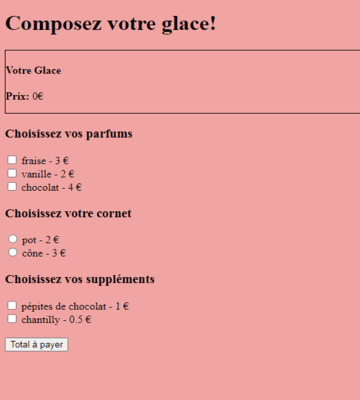 Composez votre glace!
Votre Glace
Prix: 0€
Choisissez vos parfums
fraise - 3 €
vanille - 2 €
chocolat - 4 €
Choisissez votre cornet
pot - 2 €
cône - 3 €
Choisissez vos suppléments
pépites de chocolat - 1 €
chantilly - 0.5 €
Total à payer